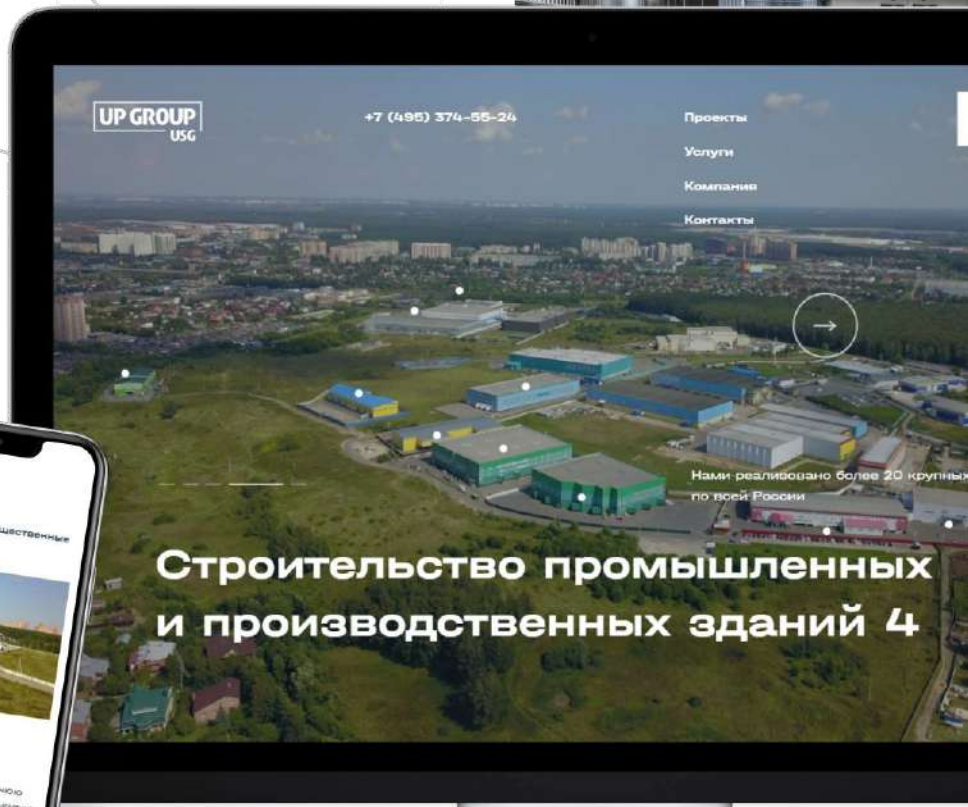 UP GROUP
USG
+7 (495) 374-55-24
Проекты
Услуги
Компания
Контакты
Нами реализовано более 20 крупных
по всей России
Строительство промышленных
и производственных зданий 4